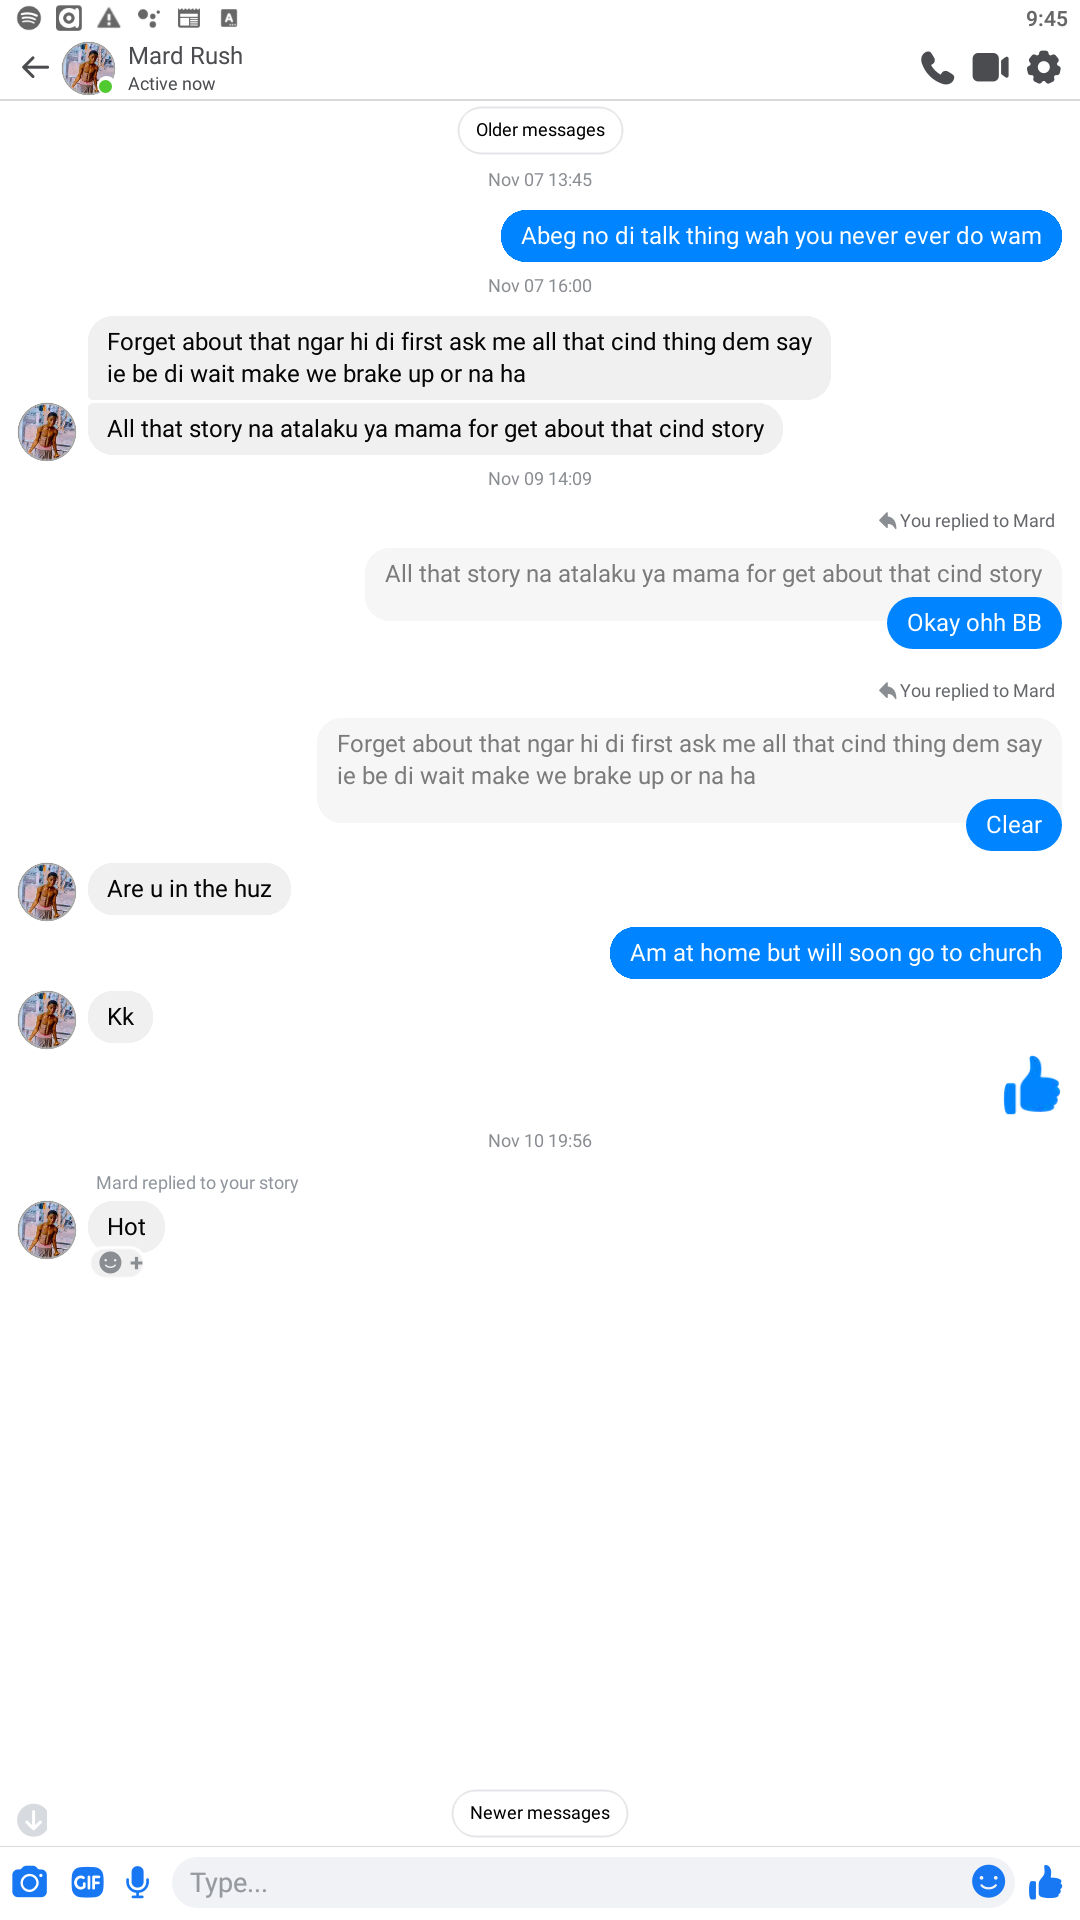 9:45
Mard Rush
Active now
Older messages
Nov 07 13:45
Abeg no di talk thing wah you never ever do wam
Nov 07 16:00
Forget about that ngar hi di first ask me all that cind thing dem say
ie be di wait make we brake up or na ha
All that story na atalaku ya mama for get about that cind story
Nov 09 14:09
You replied to Mard
All that story na atalaku ya mama for get about that cind story
Okay ohh BB
You replied to Mard
Forget about that ngar hi di first ask me all that cind thing dem say
ie be di wait make we brake up or na ha
Clear
Are u in the huz
Am at home but will soon go to church
Kk
Nov 10 19:56
Mard replied to your story
Hot
Newer messages
GIF
Type...